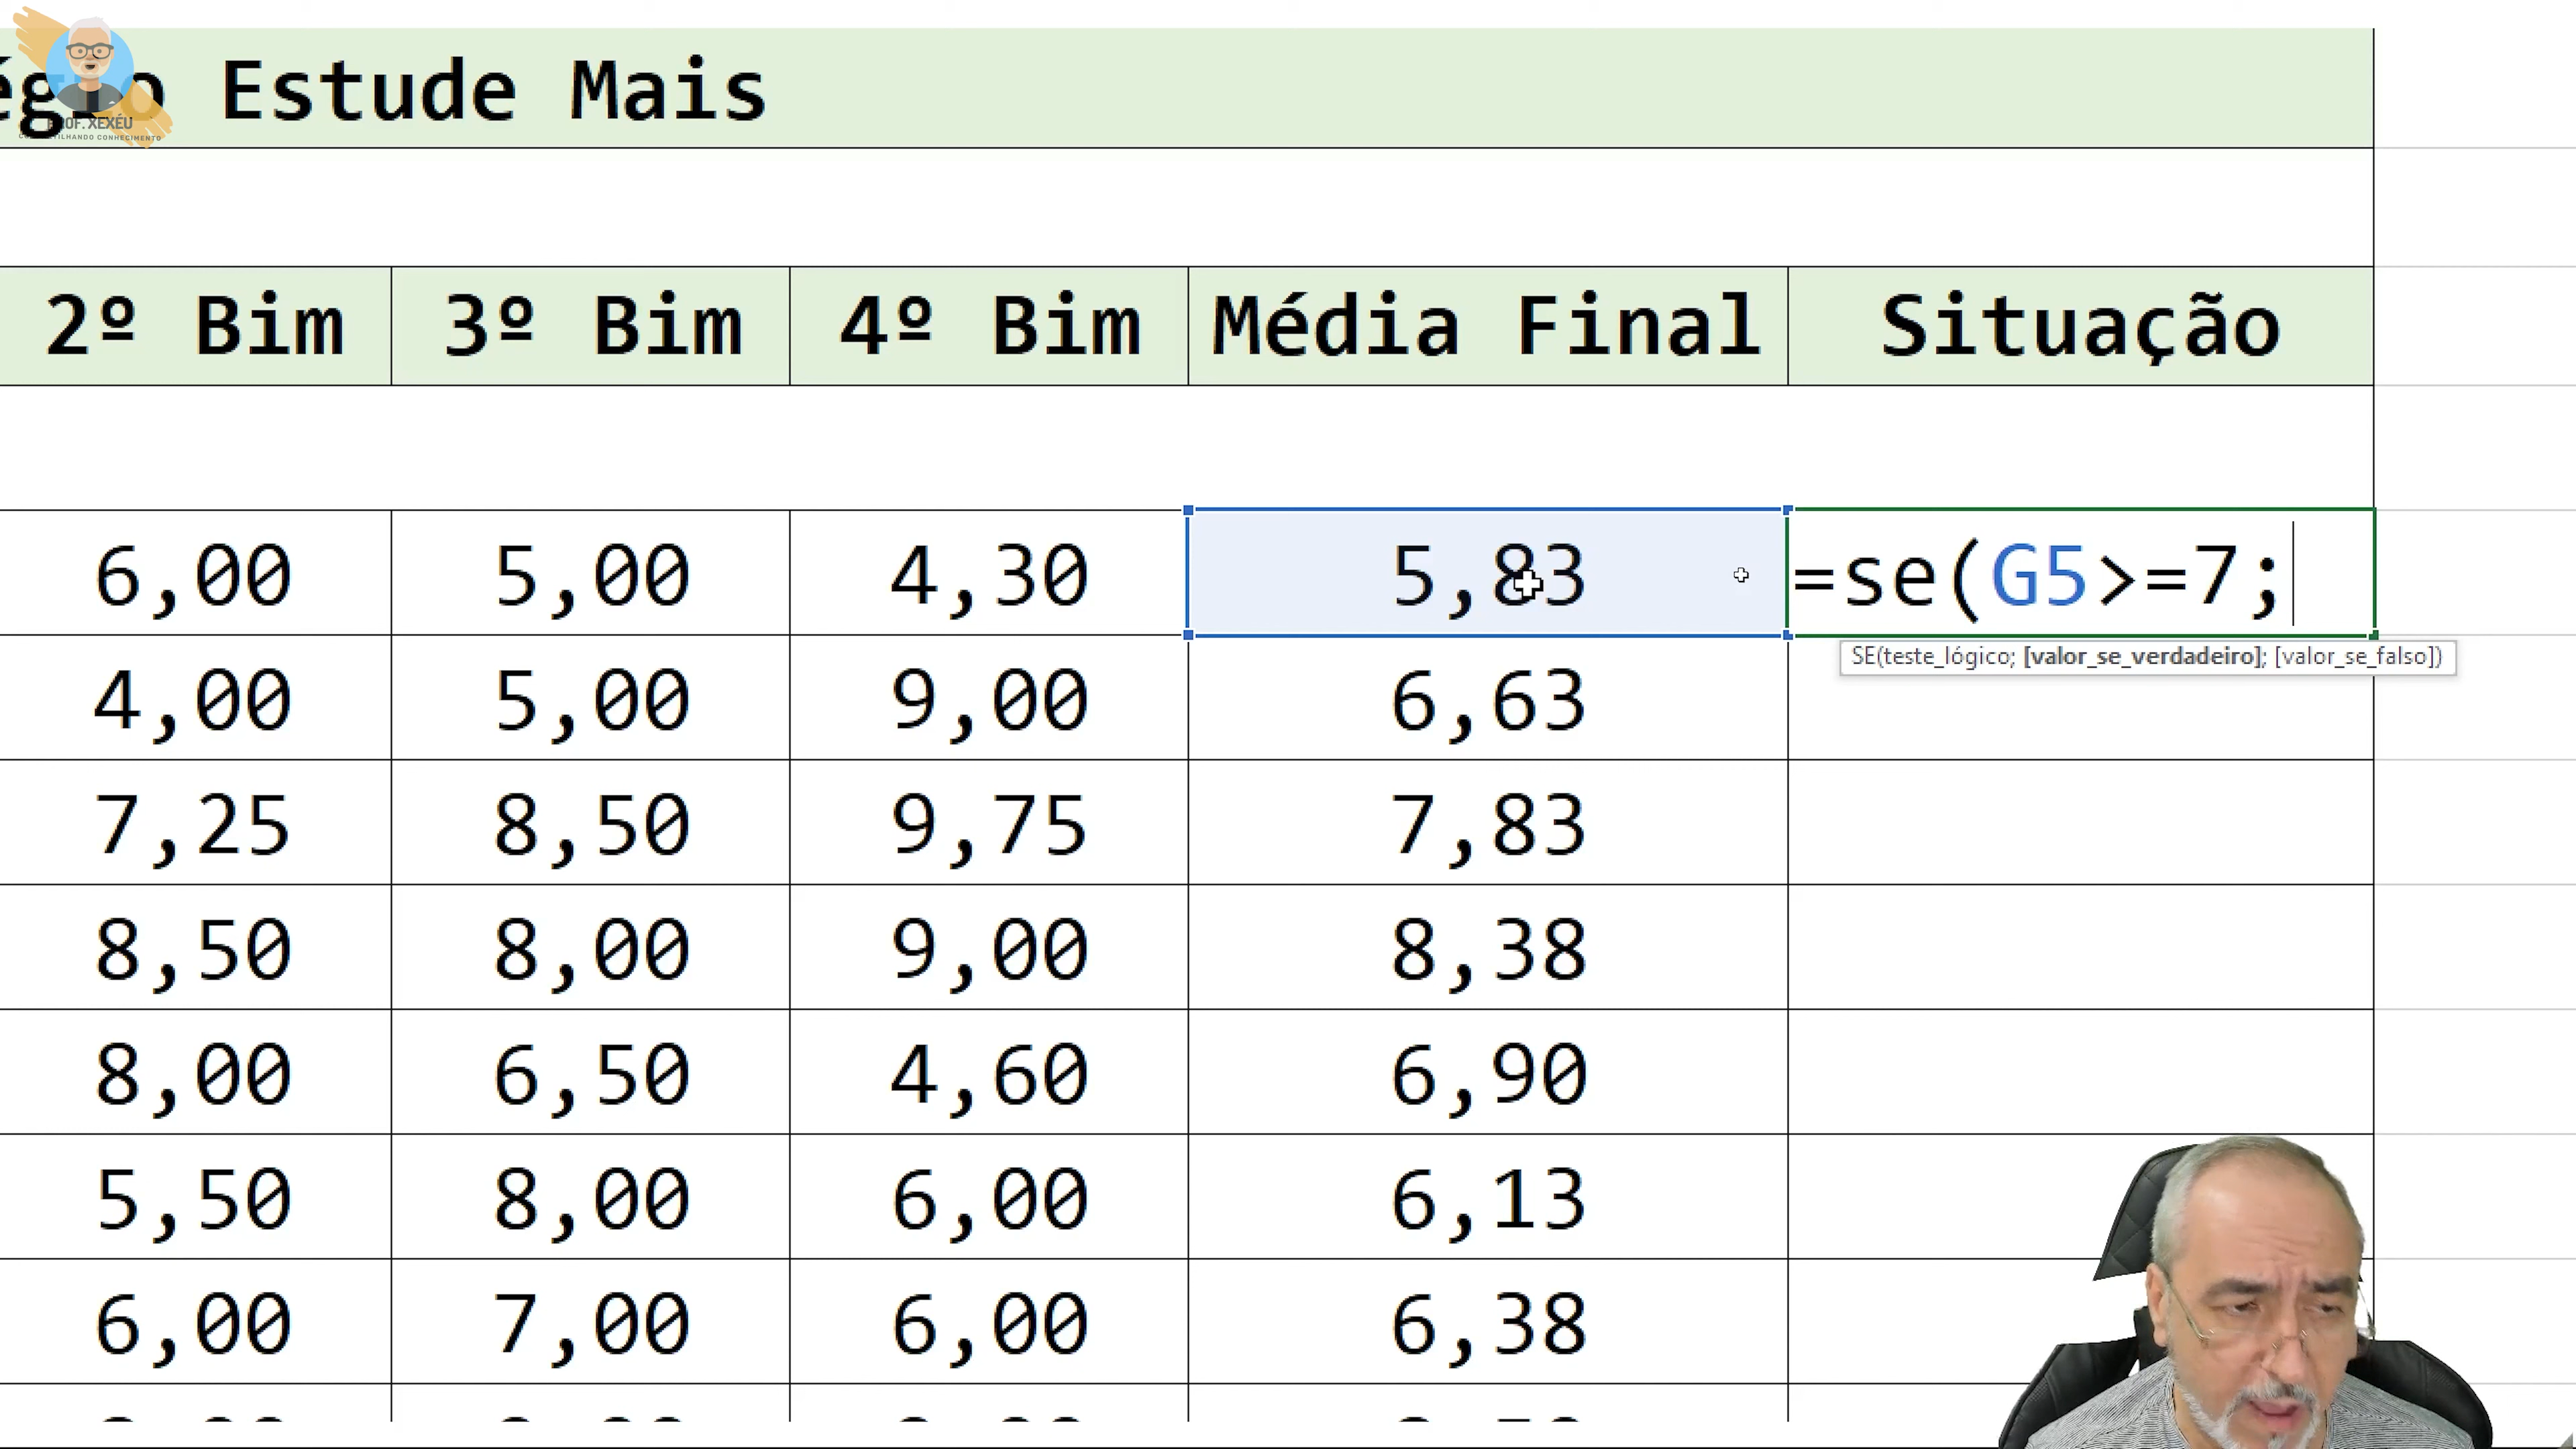 Estude Mais
PROF. XEXÉU
2º Bim 3º Bim 4º Bim Média Final Situação
6,00 5,00 4,30 5,83 =se(G5>=7;
SE(teste_lógico; [valor_se_verdadeiro]; [valor_se_falso])
4,00 5,00 9,00 6,63
7,25 8,50 9,75 7,83
8,50 8,00 9,00 8,38
8,00 6,50 4,60 6,90
5,50 8,00 6,00 6,13
6,00 7,00 6,00 6,38